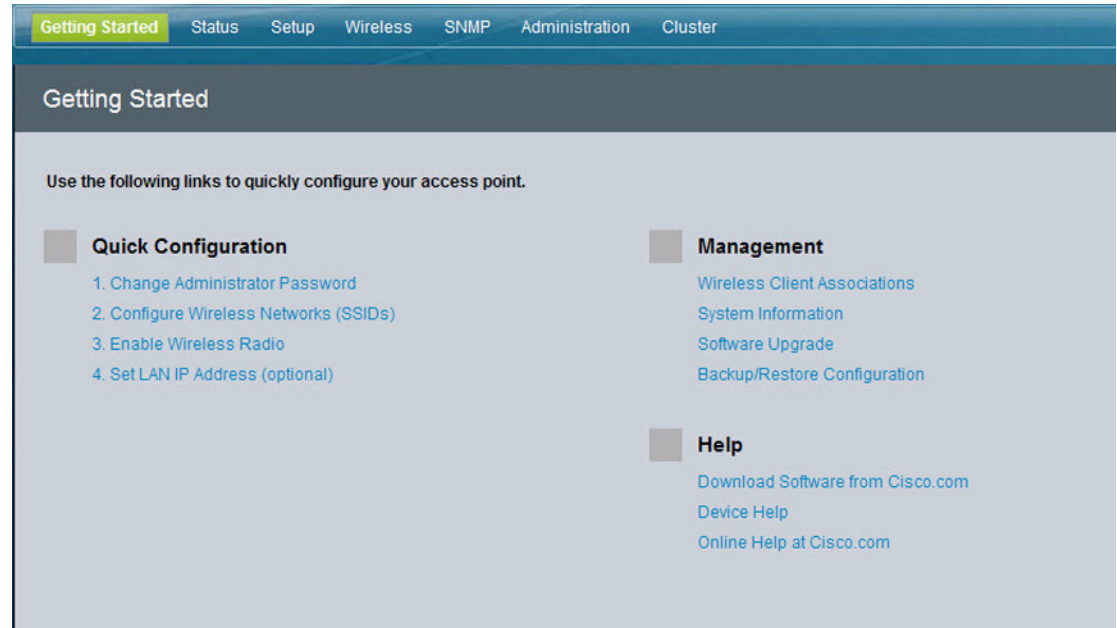 Getting Started Status Setup Wireless SNMP Administration Cluster
Getting Started
Use the following links to quickly configure your access point.
Quick Configuration
1. Change Administrator Password
2. Configure Wireless Networks (SSIDs)
3. Enable Wireless Radio
4. Set LAN IP Address (optional)
Management
Wireless Client Associations
System Information
Software Upgrade
Backup/Restore Configuration
Help
Download Software from Cisco.com
Device Help
Online Help at Cisco.com